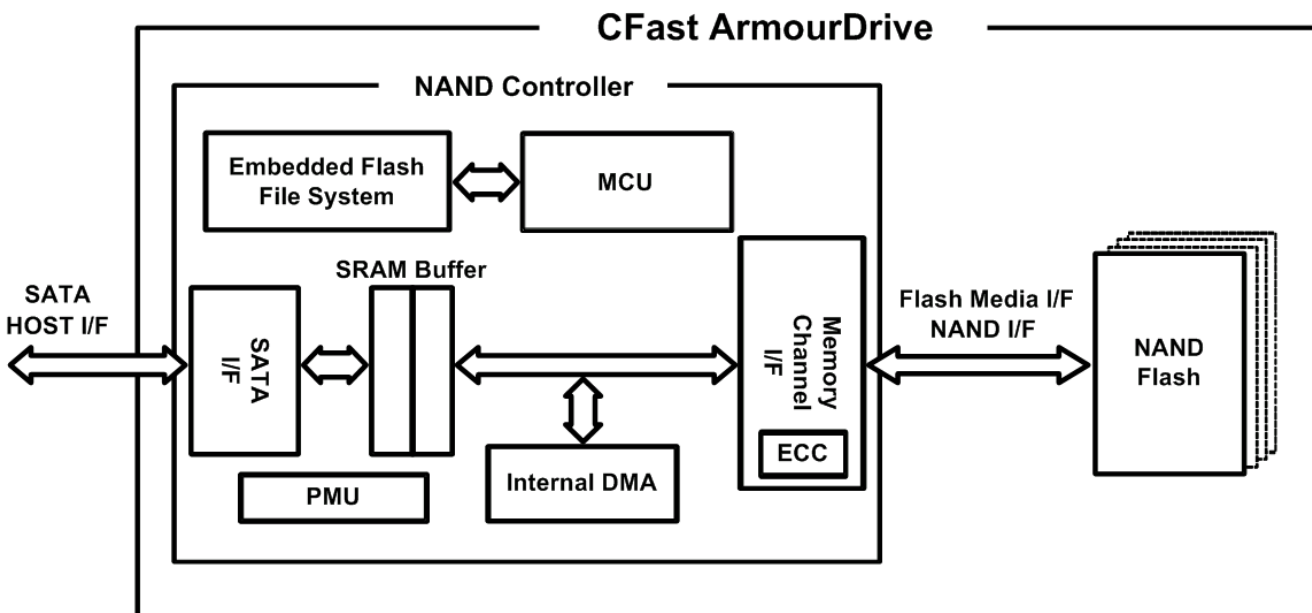 CFast ArmourDrive
NAND Controller
Embedded Flash
File System
MCU
SRAM Buffer
SATA
HOST I/F
SATA
I/F
Memory
Channel
I/F
ECC
Flash Media I/F
NAND I/F
NAND
Flash
PMU
Internal DMA